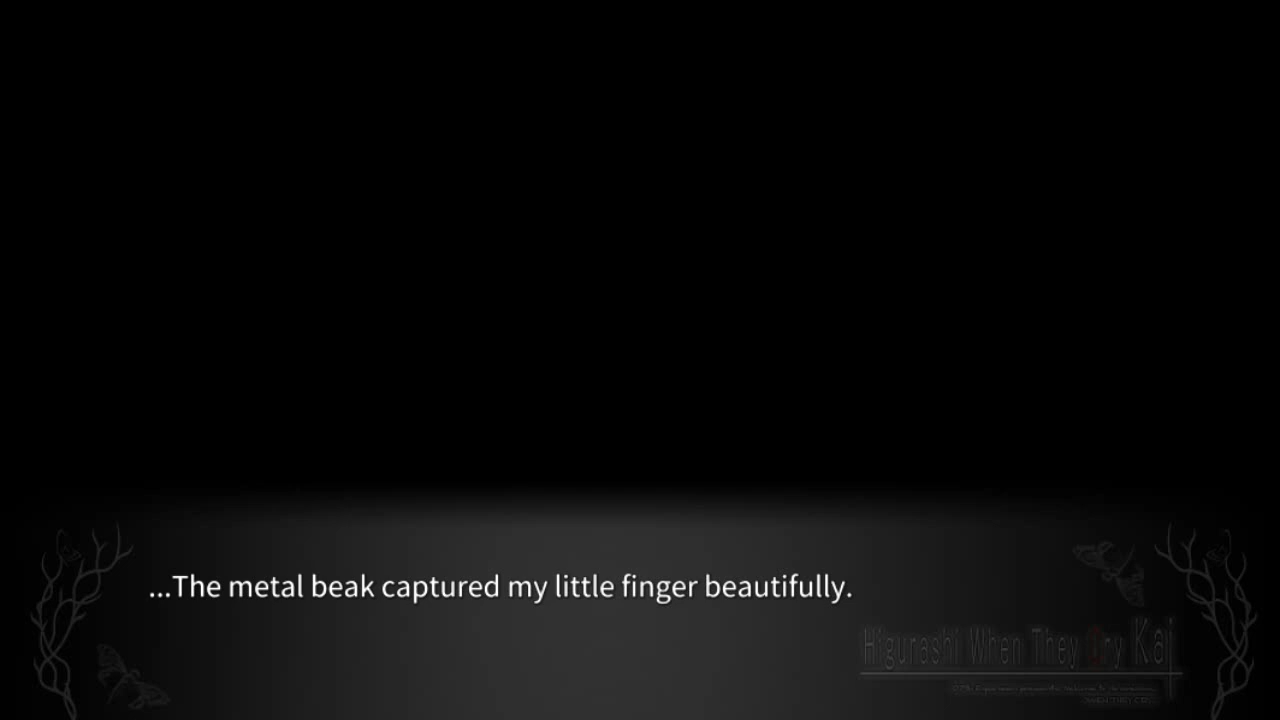 ...The metal beak captured my little finger beautifully.
Higurashi When They Cry Kai